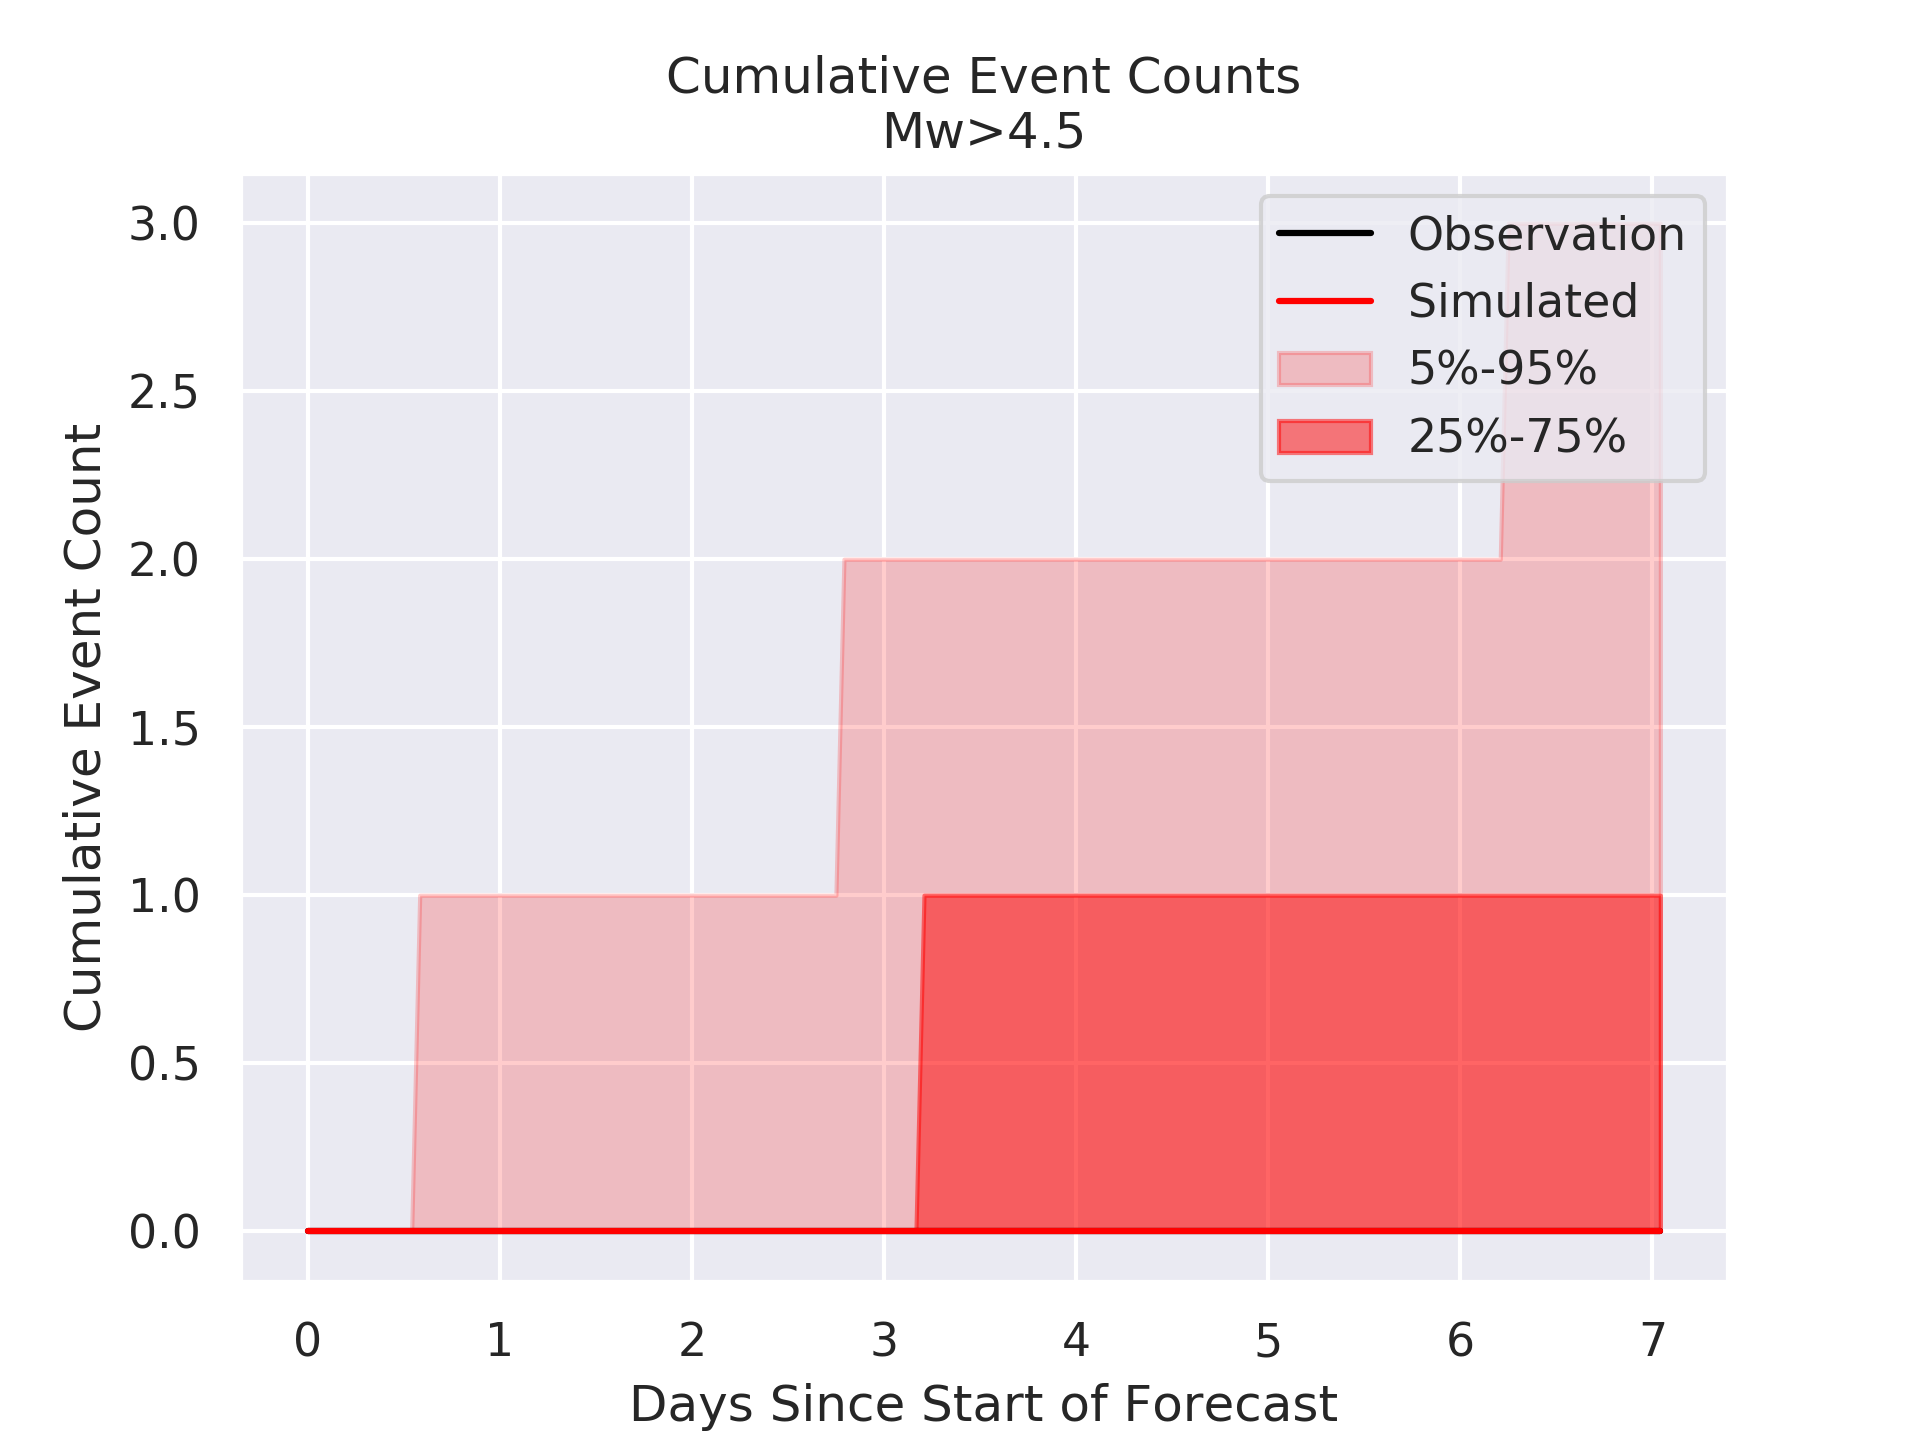 Cumulative Event Counts
Mw>4.5
Cumulative Event Count
3.0
2.5
2.0
1.5
1.0
0.5
0.0
Observation
Simulated
5%-95%
25%-75%
0 1 2 3 4 5 6 7
Days Since Start of Forecast